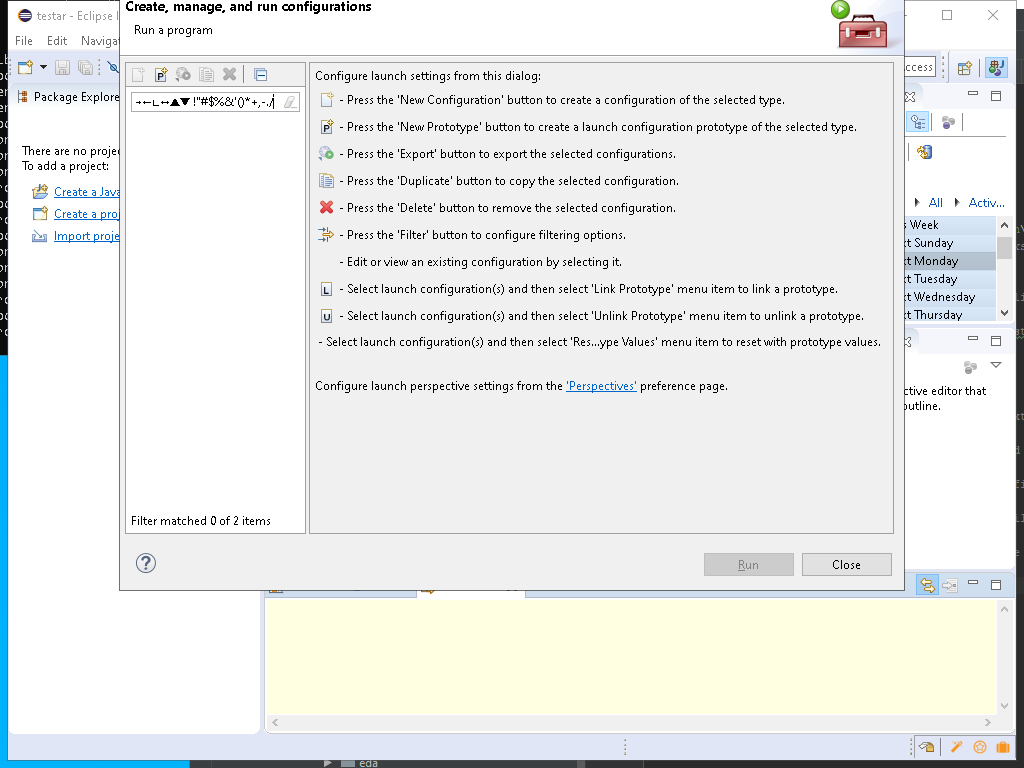 Create, manage, and run configurations
testar - Eclipse I
Run a program
File Edit Naviga
ccess
Package Explore
Configure launch settings from this dialog:
→←∟↔▲▼ !"#$%&'()*+,-./
- Press the 'New Configuration' button to create a configuration of the selected type.
- Press the 'New Prototype' button to create a launch configuration prototype of the selected type.
There are no proje
To add a project:
- Press the 'Export' button to export the selected configurations.
Create a Java
- Press the 'Duplicate' button to copy the selected configuration.
Create a proj
- Press the 'Delete' button to remove the selected configuration.
Import proje
- Press the 'Filter' button to configure filtering options.
- Edit or view an existing configuration by selecting it.
- Select launch configuration(s) and then select 'Link Prototype' menu item to link a prototype.
- Select launch configuration(s) and then select 'Unlink Prototype' menu item to unlink a prototype.
- Select launch configuration(s) and then select 'Res...ype Values' menu item to reset with prototype values.
Configure launch perspective settings from the 'Perspectives' preference page.
All Activ...
s Week
xt Sunday
xt Monday
xt Tuesday
xt Wednesday
xt Thursday
ctive editor that
outline.
Filter matched 0 of 2 items
Run Close
eda